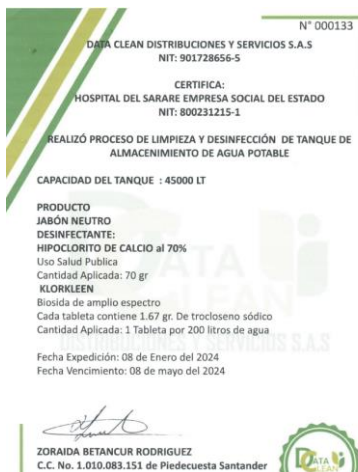 N° 000133
DATA CLEAN DISTRIBUCIONES Y SERVICIOS S.A.S
NIT: 901728656-5
CERTIFICA:
HOSPITAL DEL SARARE EMPRESA SOCIAL DEL ESTADO
NIT: 800231215-1
REALIZÓ PROCESO DE LIMPIEZA Y DESINFECCIÓN DE TANQUE DE
ALMACENIMIENTO DE AGUA POTABLE
CAPACIDAD DEL TANQUE : 45000 LT
PRODUCTO
JABÓN NEUTRO
DESINFECTANTE:
HIPOCLORITO DE CALCIO al 70%
Uso Salud Publica
Cantidad Aplicada: 70 gr
KLORKLEEN
Biosida de amplio espectro
Cada tableta contiene 1.67 gr. De trocloseno sódico
Cantidad Aplicada: 1 Tableta por 200 litros de agua
Fecha Expedición: 08 de Enero del 2024
Fecha Vencimiento: 08 de mayo del 2024
ZORAIDA BETANCUR RODRIGUEZ
C.C. No. 1.010.083.151 de Piedecuesta Santander
DATA
CLEAN